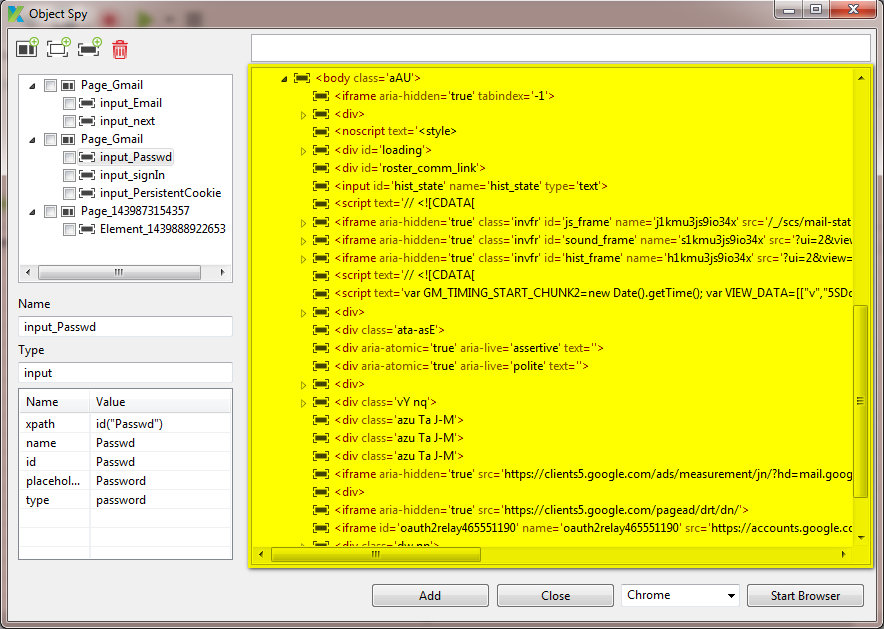 Object Spy
Page_Gmail
input_Email
input_next
Page_Gmail
input_Passwd
input_signIn
input_PersistentCookie
Page_1439873154357
Element_1439888922653
Name
input_Passwd
Type
input
Name Value
xpath id("Passwd")
name Passwd
id Passwd
placehol... Password
type password
<body class='aAU'>
<iframe aria-hidden='true' tabindex='-1'>
<div>
<noscript text='<style>
<div id='loading'>
<div id='roster_comm_link'>
<input id='hist_state' name='hist_state' type='text'>
<script text='// <![CDATA[
<iframe aria-hidden='true' class='invfr' id='js_frame' name='j1kmu3js9io34x' src='/_/scs/mail-stat
<iframe aria-hidden='true' class='invfr' id='sound_frame' name='s1kmu3js9io34x' src='?ui=2&view
<iframe aria-hidden='true' class='invfr' id='hist_frame' name='h1kmu3js9io34x' src='?ui=2&view=
<script text='// <![CDATA[
<script text='var GM_TIMING_START_CHUNK2=new Date().getTime(); var VIEW_DATA=[["v","5SDc
<div>
<div class='ata-asE'>
<div aria-atomic='true' aria-live='assertive' text=''>
<div aria-atomic='true' aria-live='polite' text=''>
<div>
<div class='vY nq'>
<div class='azu Ta J-M'>
<div class='azu Ta J-M'>
<div class='azu Ta J-M'>
<iframe aria-hidden='true' src='https://clients5.google.com/ads/measurement/jn/?hd=mail.goog
<div>
<iframe aria-hidden='true' src='https://clients5.google.com/pagead/drt/dn/'>
<iframe id='oauth2relay465551190' name='oauth2relay465551190' src='https://accounts.google.co
<div class='dw np'>
Add Close Chrome Start Browser